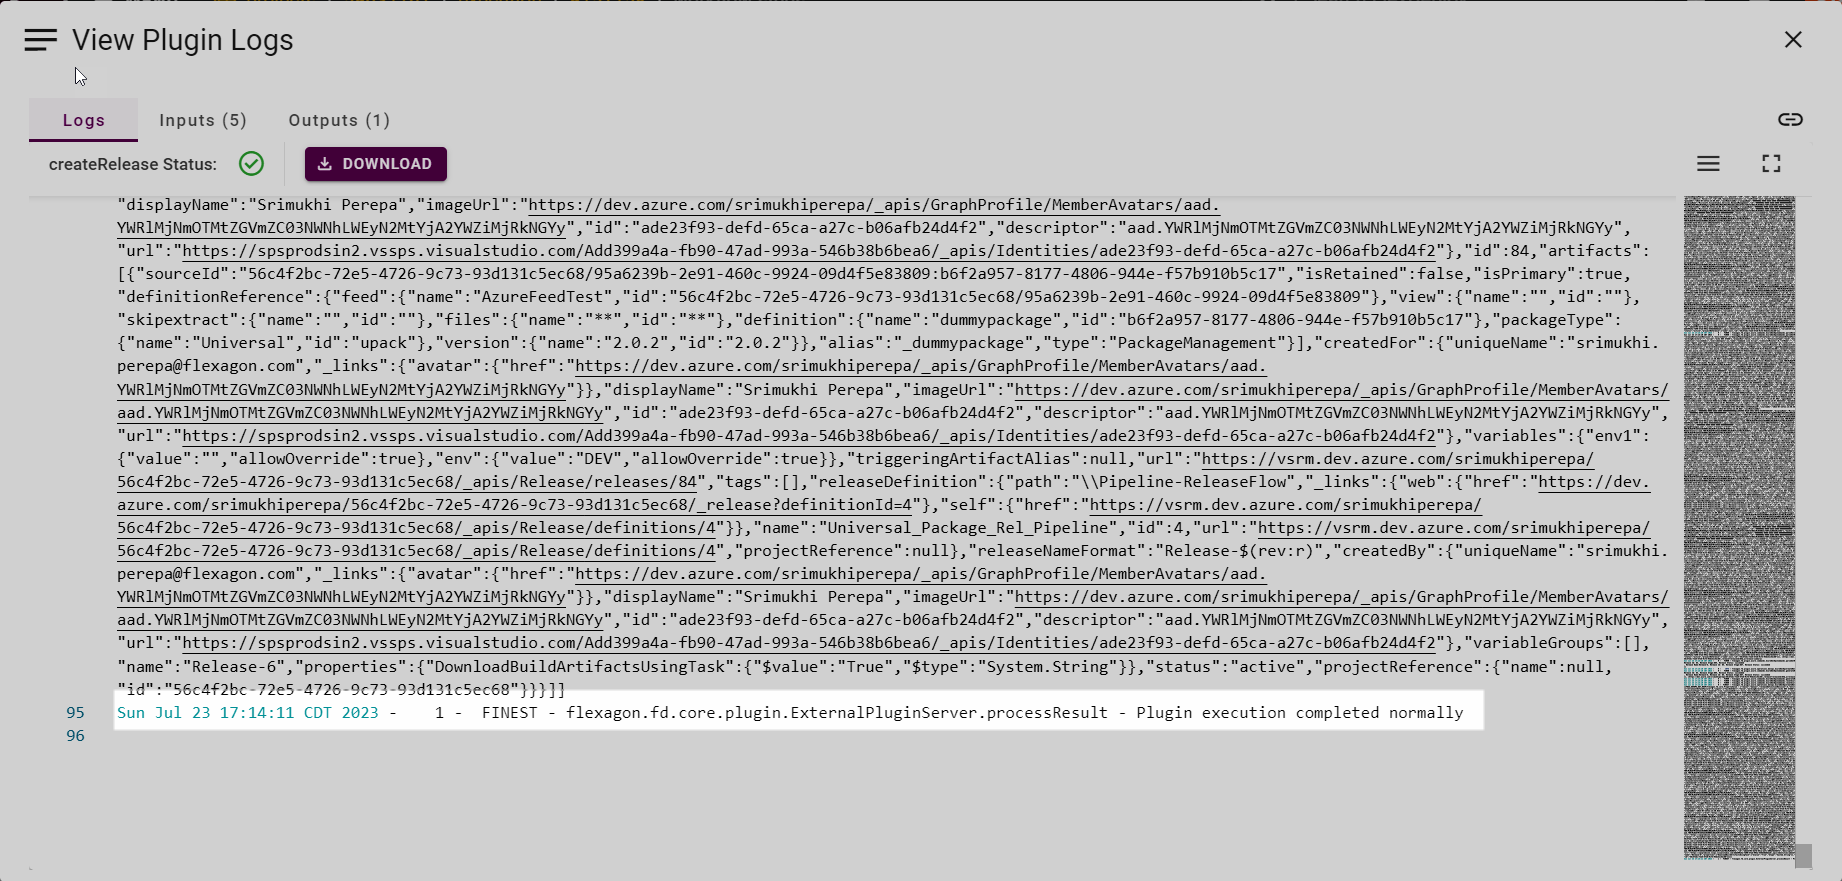 View Plugin Logs
Logs
Inputs (5)
Outputs (1)
createRelease Status:
DOWNLOAD
"displayName":"Srimukhi Perepa","imageUrl":"https://dev.azure.com/srimukhiperepa/_apis/GraphProfile/MemberAvatars/aad.
YWRlMjNmOTMtZGVmZC03NWNhLWEyN2MtYjA2YWZiMjRkNGYy","id":"ade23f93-defd-65ca-a27c-b06afb24d4f2","descriptor":"aad.YWRlMjNmOTMtZGVmZC03NWNhLWEyN2MtYjA2YWZiMjRkNGYy",
"url":"https://spsprodsin2.vssps.visualstudio.com/Add399a4a-fb90-47ad-993a-546b38b6bea6/_apis/Identities/ade23f93-defd-65ca-a27c-b06afb24d4f2"},"id":84,"artifacts":
[{"sourceId":"56c4f2bc-72e5-4726-9c73-93d131c5ec68/95a6239b-2e91-460c-9924-09d4f5e83809:b6f2a957-8177-4806-944e-f57b910b5c17","isRetained":false,"isPrimary":true,
"definitionReference":{"feed":{"name":"AzureFeedTest","id":"56c4f2bc-72e5-4726-9c73-93d131c5ec68/95a6239b-2e91-460c-9924-09d4f5e83809"},"view":{"name":"","id":""},
"skipextract":{"name":"","id":""},"files":{"name":"**","id":"**"},"definition":{"name":"dummypackage","id":"b6f2a957-8177-4806-944e-f57b910b5c17"},"packageType":
{"name":"Universal","id":"upack"},"version":{"name":"2.0.2","id":"2.0.2"}},"alias":"_dummypackage","type":"PackageManagement"}],"createdFor":{"uniqueName":"srimukhi.
perepa@flexagon.com","_links":{"avatar":{"href":"https://dev.azure.com/srimukhiperepa/_apis/GraphProfile/MemberAvatars/aad.
YWRlMjNmOTMtZGVmZC03NWNhLWEyN2MtYjA2YWZiMjRkNGYy"}},"displayName":"Srimukhi Perepa","imageUrl":"https://dev.azure.com/srimukhiperepa/_apis/GraphProfile/MemberAvatars/
aad.YWRlMjNmOTMtZGVmZC03NWNhLWEyN2MtYjA2YWZiMjRkNGYy","id":"ade23f93-defd-65ca-a27c-b06afb24d4f2","descriptor":"aad.YWRlMjNmOTMtZGVmZC03NWNhLWEyN2MtYjA2YWZiMjRkNGYy",
"url":"https://spsprodsin2.vssps.visualstudio.com/Add399a4a-fb90-47ad-993a-546b38b6bea6/_apis/Identities/ade23f93-defd-65ca-a27c-b06afb24d4f2"},"variables":{"env1":
{"value":"","allowOverride":true},"env":{"value":"DEV","allowOverride":true}},"triggeringArtifactAlias":null,"url":"https://vsrm.dev.azure.com/srimukhiperepa/
56c4f2bc-72e5-4726-9c73-93d131c5ec68/_apis/Release/releases/84","tags":[],"releaseDefinition":{"path":"\\Pipeline-ReleaseFlow","_links":{"web":{"href":"https://dev.
azure.com/srimukhiperepa/56c4f2bc-72e5-4726-9c73-93d131c5ec68/_release?definitionId=4"},"self":{"href":"https://vsrm.dev.azure.com/srimukhiperepa/
56c4f2bc-72e5-4726-9c73-93d131c5ec68/_apis/Release/definitions/4"}},"name":"Universal_Package_Rel_Pipeline","id":4,"url":"https://vsrm.dev.azure.com/srimukhiperepa/
56c4f2bc-72e5-4726-9c73-93d131c5ec68/_apis/Release/definitions/4","projectReference":null},"releaseNameFormat":"Release-$(rev:r)","createdBy":{"uniqueName":"srimukhi.
perepa@flexagon.com","_links":{"avatar":{"href":"https://dev.azure.com/srimukhiperepa/_apis/GraphProfile/MemberAvatars/aad.
YWRlMjNmOTMtZGVmZC03NWNhLWEyN2MtYjA2YWZiMjRkNGYy"}},"displayName":"Srimukhi Perepa","imageUrl":"https://dev.azure.com/srimukhiperepa/_apis/GraphProfile/MemberAvatars/
aad.YWRlMjNmOTMtZGVmZC03NWNhLWEyN2MtYjA2YWZiMjRkNGYy","id":"ade23f93-defd-65ca-a27c-b06afb24d4f2","descriptor":"aad.YWRlMjNmOTMtZGVmZC03NWNhLWEyN2MtYjA2YWZiMjRkNGYy",
"url":"https://spsprodsin2.vssps.visualstudio.com/Add399a4a-fb90-47ad-993a-546b38b6bea6/_apis/Identities/ade23f93-defd-65ca-a27c-b06afb24d4f2"},"variableGroups":[],
"name":"Release-6","properties":{"DownloadBuildArtifactsUsingTask":{"$value":"True","$type":"System.String"}},"status":"active","projectReference":{"name":null,
"id":"56c4f2bc-72e5-4726-9c73-93d131c5ec68"}}}]]
95 Sun Jul 23 17:14:11 CDT 2023 - 1 - FINEST - flexagon.fd.core.plugin.ExternalPluginServer.processResult - Plugin execution completed normally
96